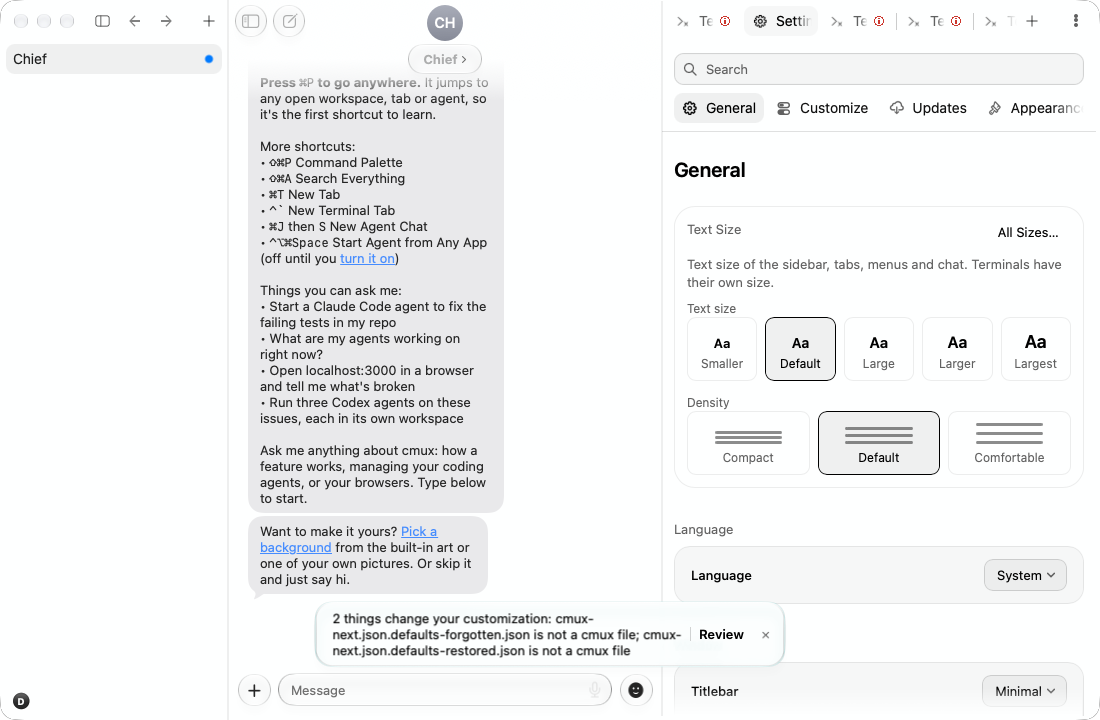 CH
Chief
Chief >
Press ⌘P to go anywhere. It jumps to
any open workspace, tab or agent, so
it's the first shortcut to learn.
More shortcuts:
• ⇧⌘P Command Palette
• ⇧⌘A Search Everything
• ⌘T New Tab
• ^` New Terminal Tab
• ⌘J then S New Agent Chat
• ^⌥⌘Space Start Agent from Any App
(off until you turn it on)
Things you can ask me:
• Start a Claude Code agent to fix the
failing tests in my repo
• What are my agents working on
right now?
• Open localhost:3000 in a browser
and tell me what's broken
• Run three Codex agents on these
issues, each in its own workspace
Ask me anything about cmux: how a
feature works, managing your coding
agents, or your browsers. Type below
to start.
Want to make it yours? Pick a
background from the built-in art or
one of your own pictures. Or skip it
and just say hi.
2 things change your customization: cmux-
next.json.defaults-forgotten.json is not a cmux file; cmux-
next.json.defaults-restored.json is not a cmux file
Review
Message
D
Te Settin Te Te T
Search
General Customize Updates Appearanc
General
Text Size
All Sizes...
Text size of the sidebar, tabs, menus and chat. Terminals have
their own size.
Text size
Aa Aa Aa Aa Aa
Smaller Default Large Larger Largest
Density
Compact Default Comfortable
Language
Language System
Titlebar Minimal